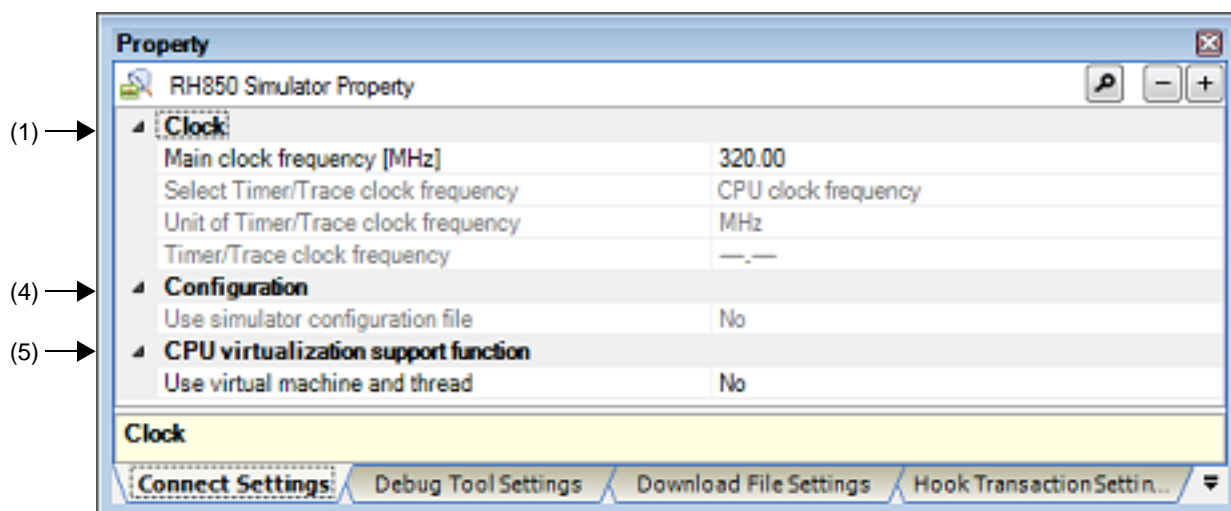 Property
RH850 Simulator Property
(1) Clock
Main clock frequency [MHz] 320.00
Select Timer/Trace clock frequency CPU clock frequency
Unit of Timer/Trace clock frequency MHz
Timer/Trace clock frequency —.—
(4) Configuration
Use simulator configuration file No
(5) CPU virtualization support function
Use virtual machine and thread No
Clock
Connect Settings Debug Tool Settings Download File Settings Hook Transaction Settin...